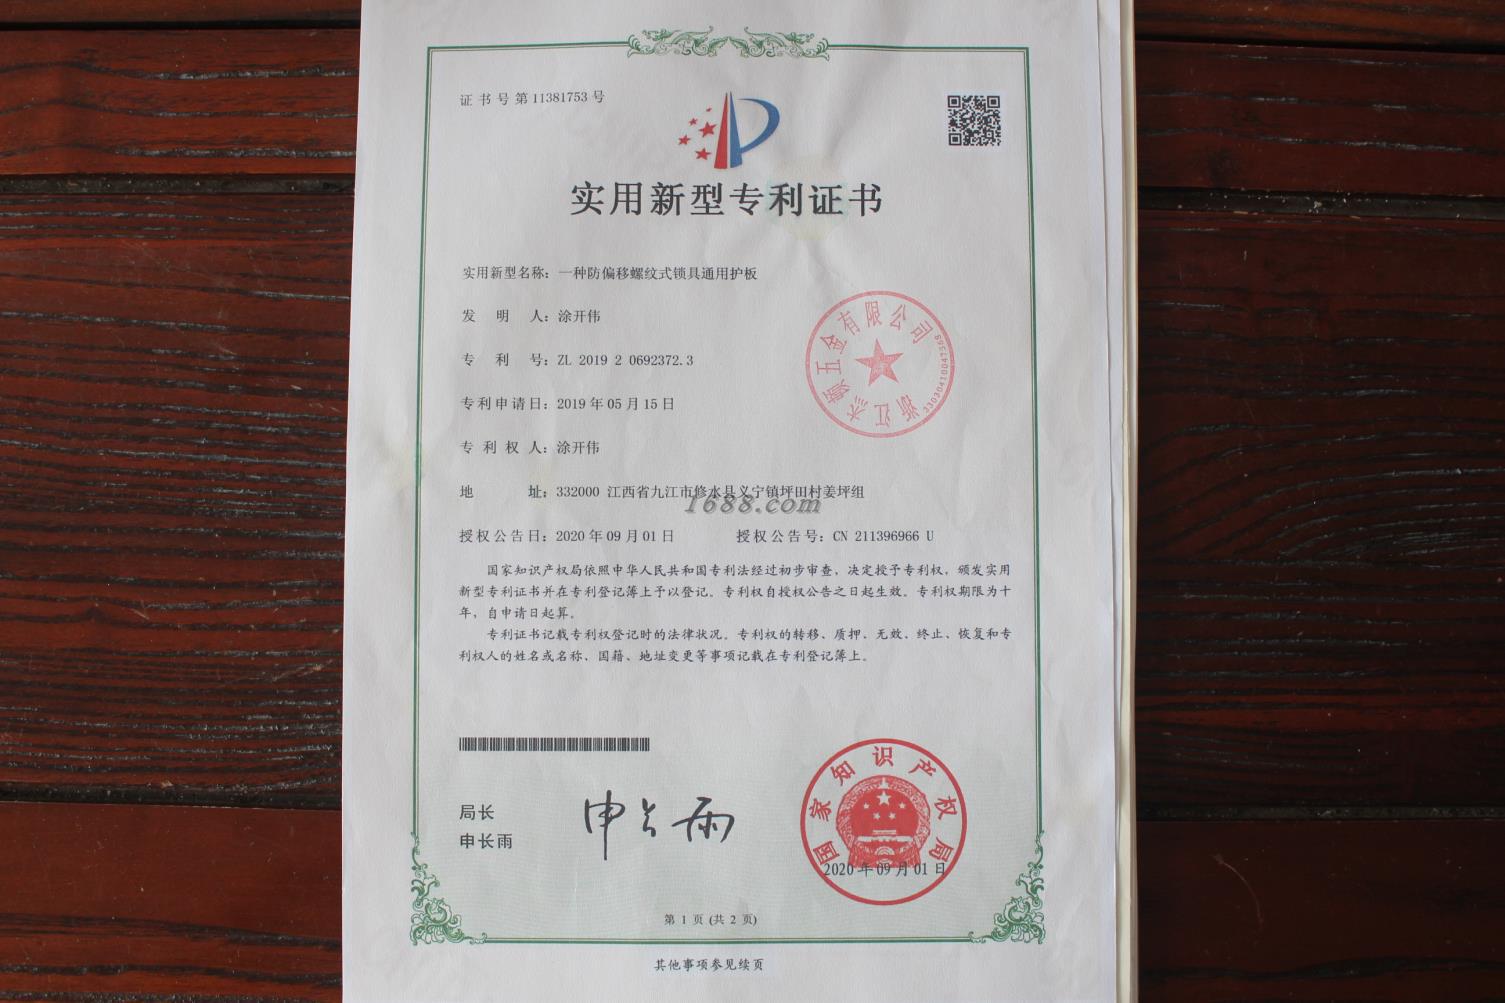 证书号第11381753号
实用新型专利证书
实用新型名称：一种防偏移螺纹式锁具通用护板
发明人：涂开伟
专利号：ZL 2019 2 0692372.3
专利申请日：2019年05月15日
专利权人：涂开伟
地址：332000 江西省九江市修水县义宁镇坪田村姜坪组
1688.com
授权公告日：2020年09月01日 授权公告号：CN 211396966 U
国家知识产权局依照中华人民共和国专利法经过初步审查，决定授予专利权，颁发实用
新型专利证书并在专利登记簿上予以登记。专利权自授权公告之日起生效。专利权期限为十
年，自申请日起算。
专利证书记载专利权登记时的法律状况。专利权的转移、质押、无效、终止、恢复和专
利权人的姓名或名称、国籍、地址变更等事项记载在专利登记簿上。
局长
申长雨
申长雨
国家知识产权局
2020年09月01日
第 1 页 (共 2 页)
其他事项参见续页
五金有限公司
33030410047568